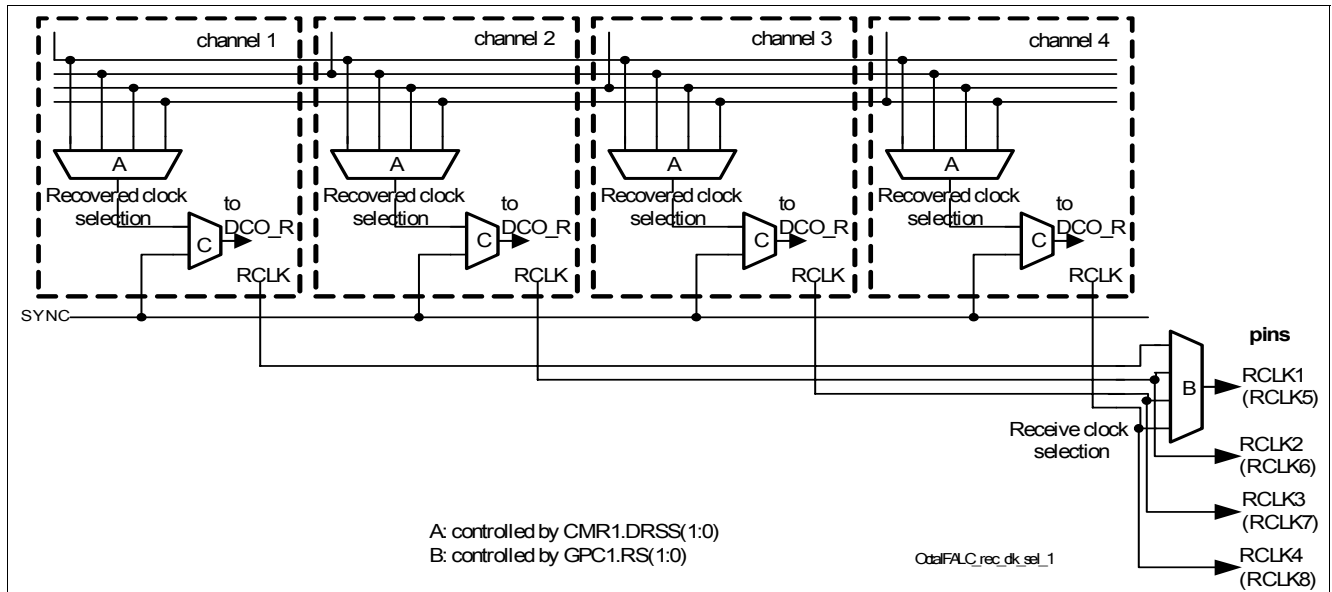 channel 1
channel 2
channel 3
channel 4
A
A
A
A
Recovered clock
selection
Recovered clock
selection
Recovered clock
selection
Recovered clock
selection
to
DCO_R
to
DCO_R
to
DCO_R
to
DCO_R
C
C
C
C
RCLK
RCLK
RCLK
RCLK
SYNC
pins
B
RCLK1
(RCLK5)
Receive clock
selection
RCLK2
(RCLK6)
RCLK3
(RCLK7)
RCLK4
(RCLK8)
A: controlled by CMR1.DRSS(1:0)
B: controlled by GPC1.RS(1:0)
OctalFALC_rec_clk_sel_1